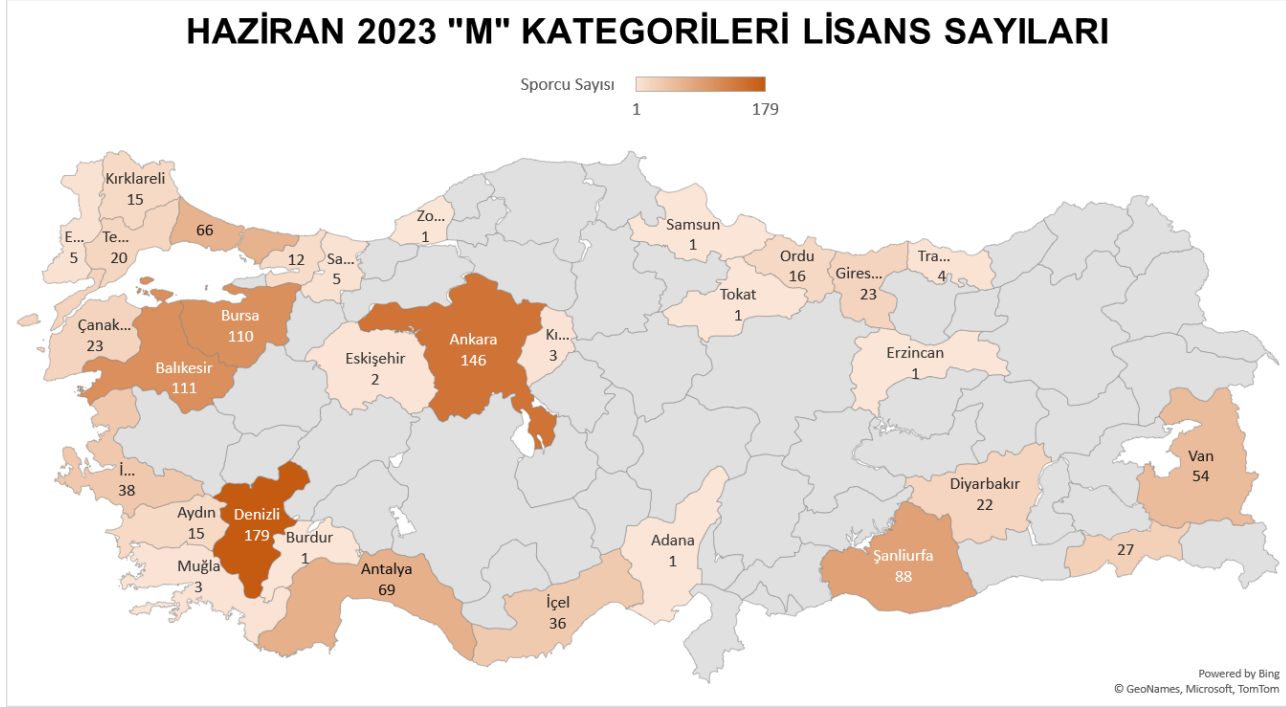 HAZİRAN 2023 "M" KATEGORİLERİ LİSANS SAYILARI
Sporcu Sayısı
1
179
Kırklareli
15
E...
5
Te...
20
66
12
Sa...
5
Zo...
1
Samsun
1
Ordu
16
Gires...
23
Tra...
4
Tokat
1
Çanak...
23
Bursa
110
Balıkesir
111
Eskişehir
2
Ankara
146
Kı...
3
Erzincan
1
İ...
38
Aydın
15
Denizli
179
Burdur
1
Muğla
3
Antalya
69
İçel
36
Adana
1
Şanlıurfa
88
Diyarbakır
22
Van
54
27
Powered by Bing
© GeoNames, Microsoft, TomTom